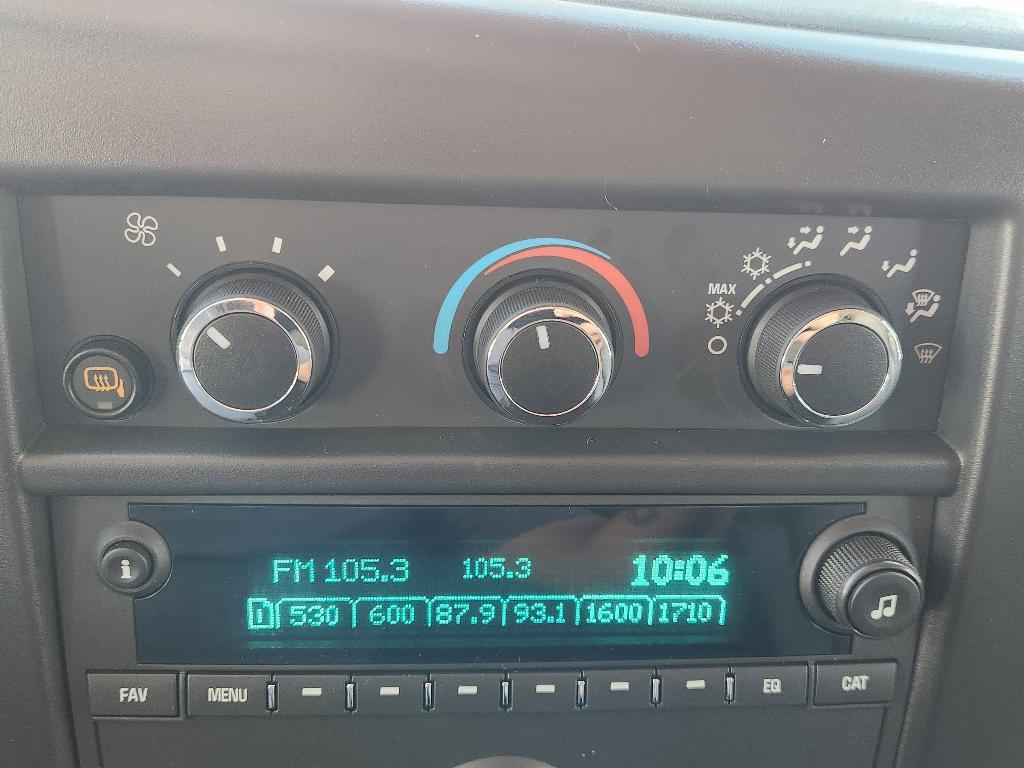 MAX
FM 105.3 105.3 10:06
1 530 600 87.9 93.1 1600 1710
i
FAV MENU EQ CAT